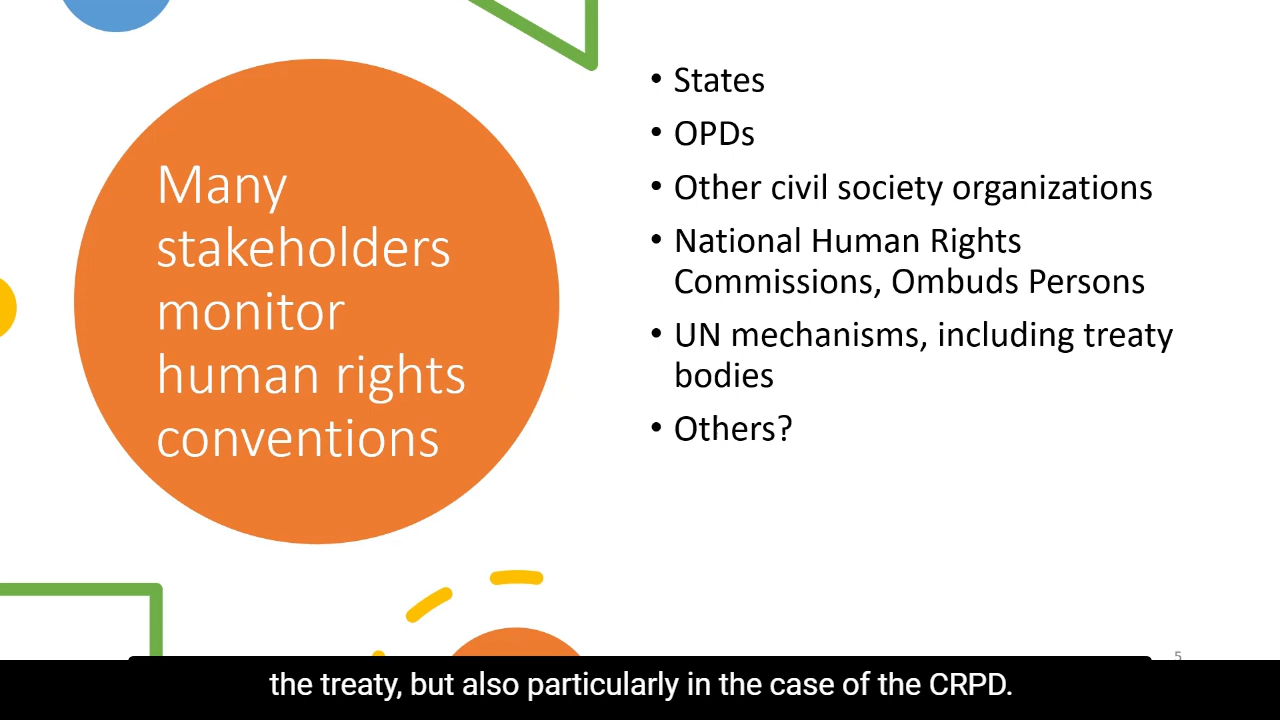 Many
stakeholders
monitor
human rights
conventions
• States
• OPDs
• Other civil society organizations
• National Human Rights
Commissions, Ombuds Persons
• UN mechanisms, including treaty
bodies
• Others?
5
the treaty, but also particularly in the case of the CRPD.